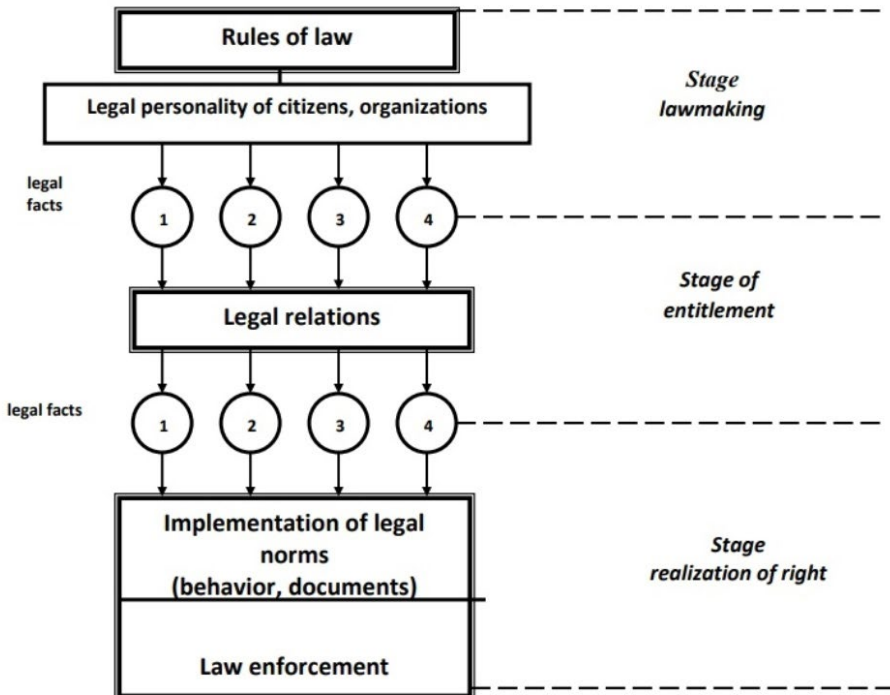 Rules of law
Stage
lawmaking
Legal personality of citizens, organizations
legal
facts
1 2 3 4
Stage of
entitlement
Legal relations
legal facts
1 2 3 4
Implementation of legal
norms
(behavior, documents)
Stage
realization of right
Law enforcement